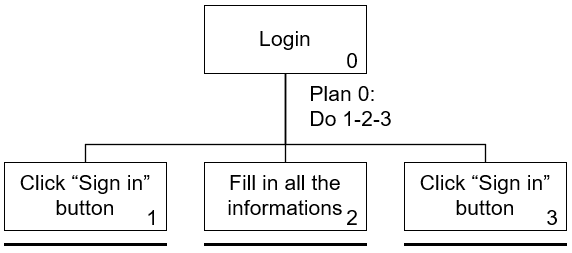 Login
0
Plan 0:
Do 1-2-3
Click “Sign in”
button
1
Fill in all the
informations
2
Click “Sign in”
button
3